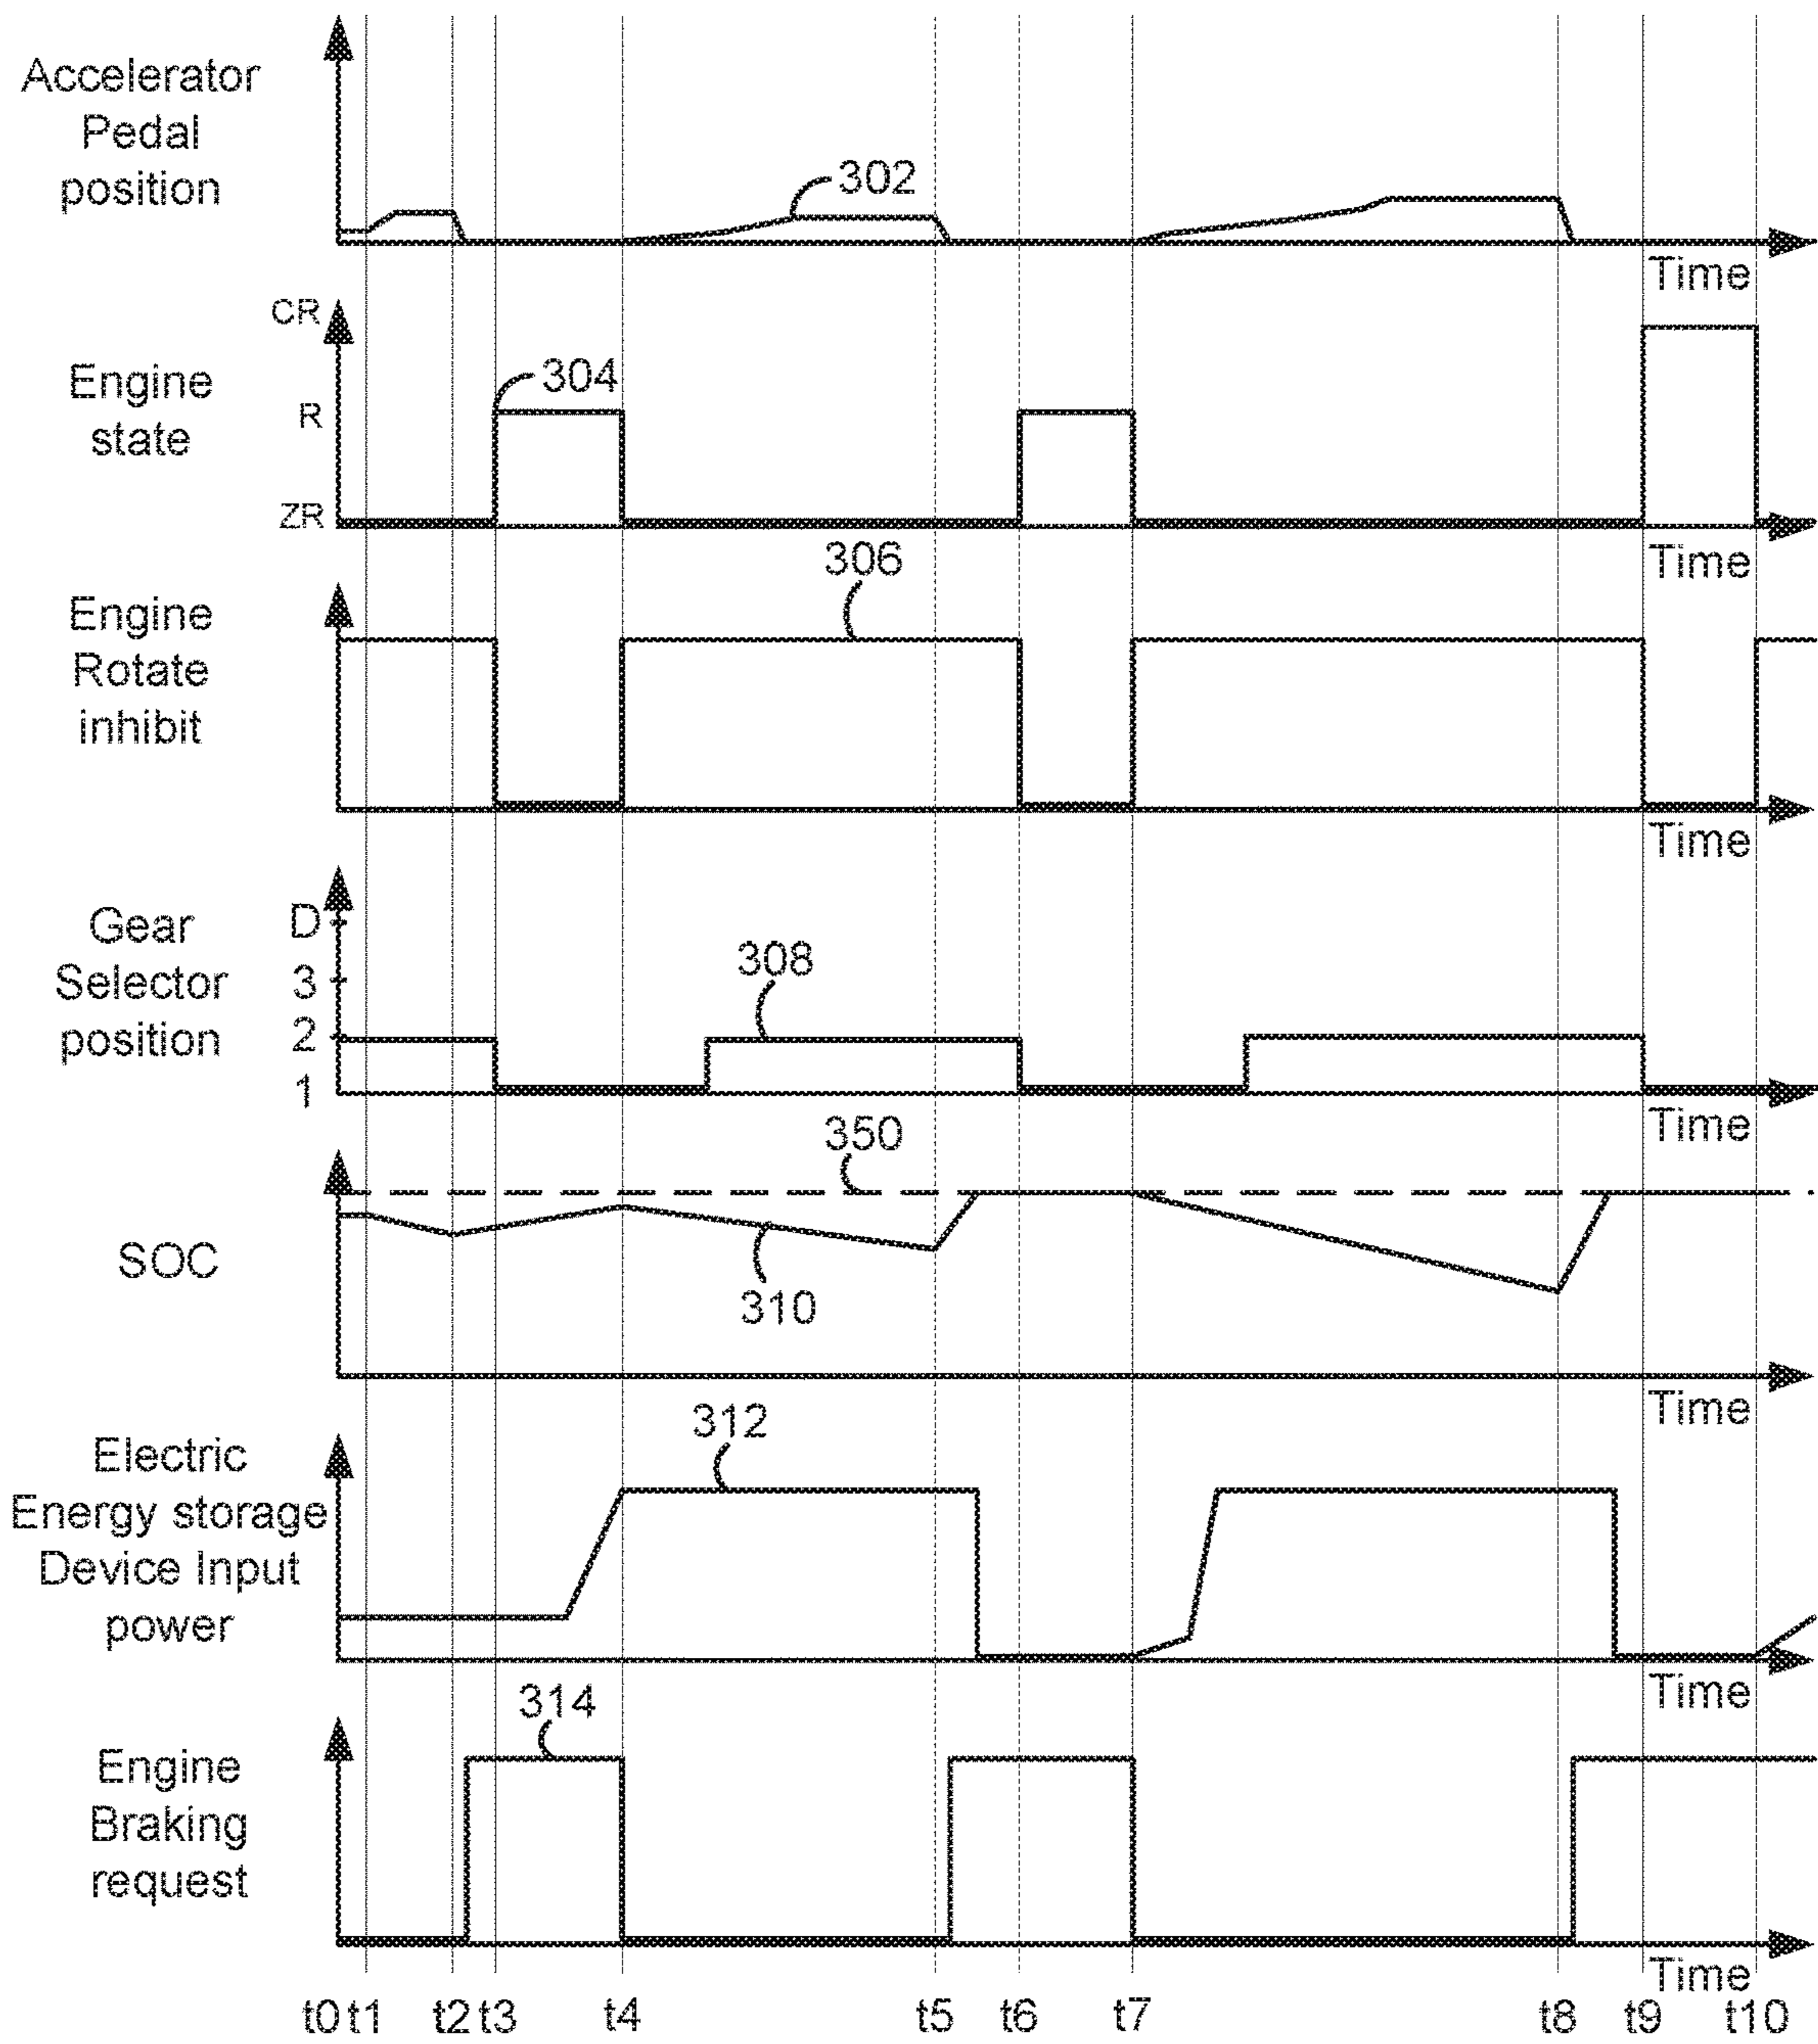 Accelerator
Pedal
position
302
Time
CR
R
ZR
Engine
state
304
Time
Engine
Rotate
inhibit
306
Time
Gear
Selector
position
D
3
2
1
308
Time
350
SOC
310
Time
Electric
Energy storage
Device Input
power
312
Time
Engine
Braking
request
314
Time
t0 t1 t2 t3 t4 t5 t6 t7 t8 t9 t10